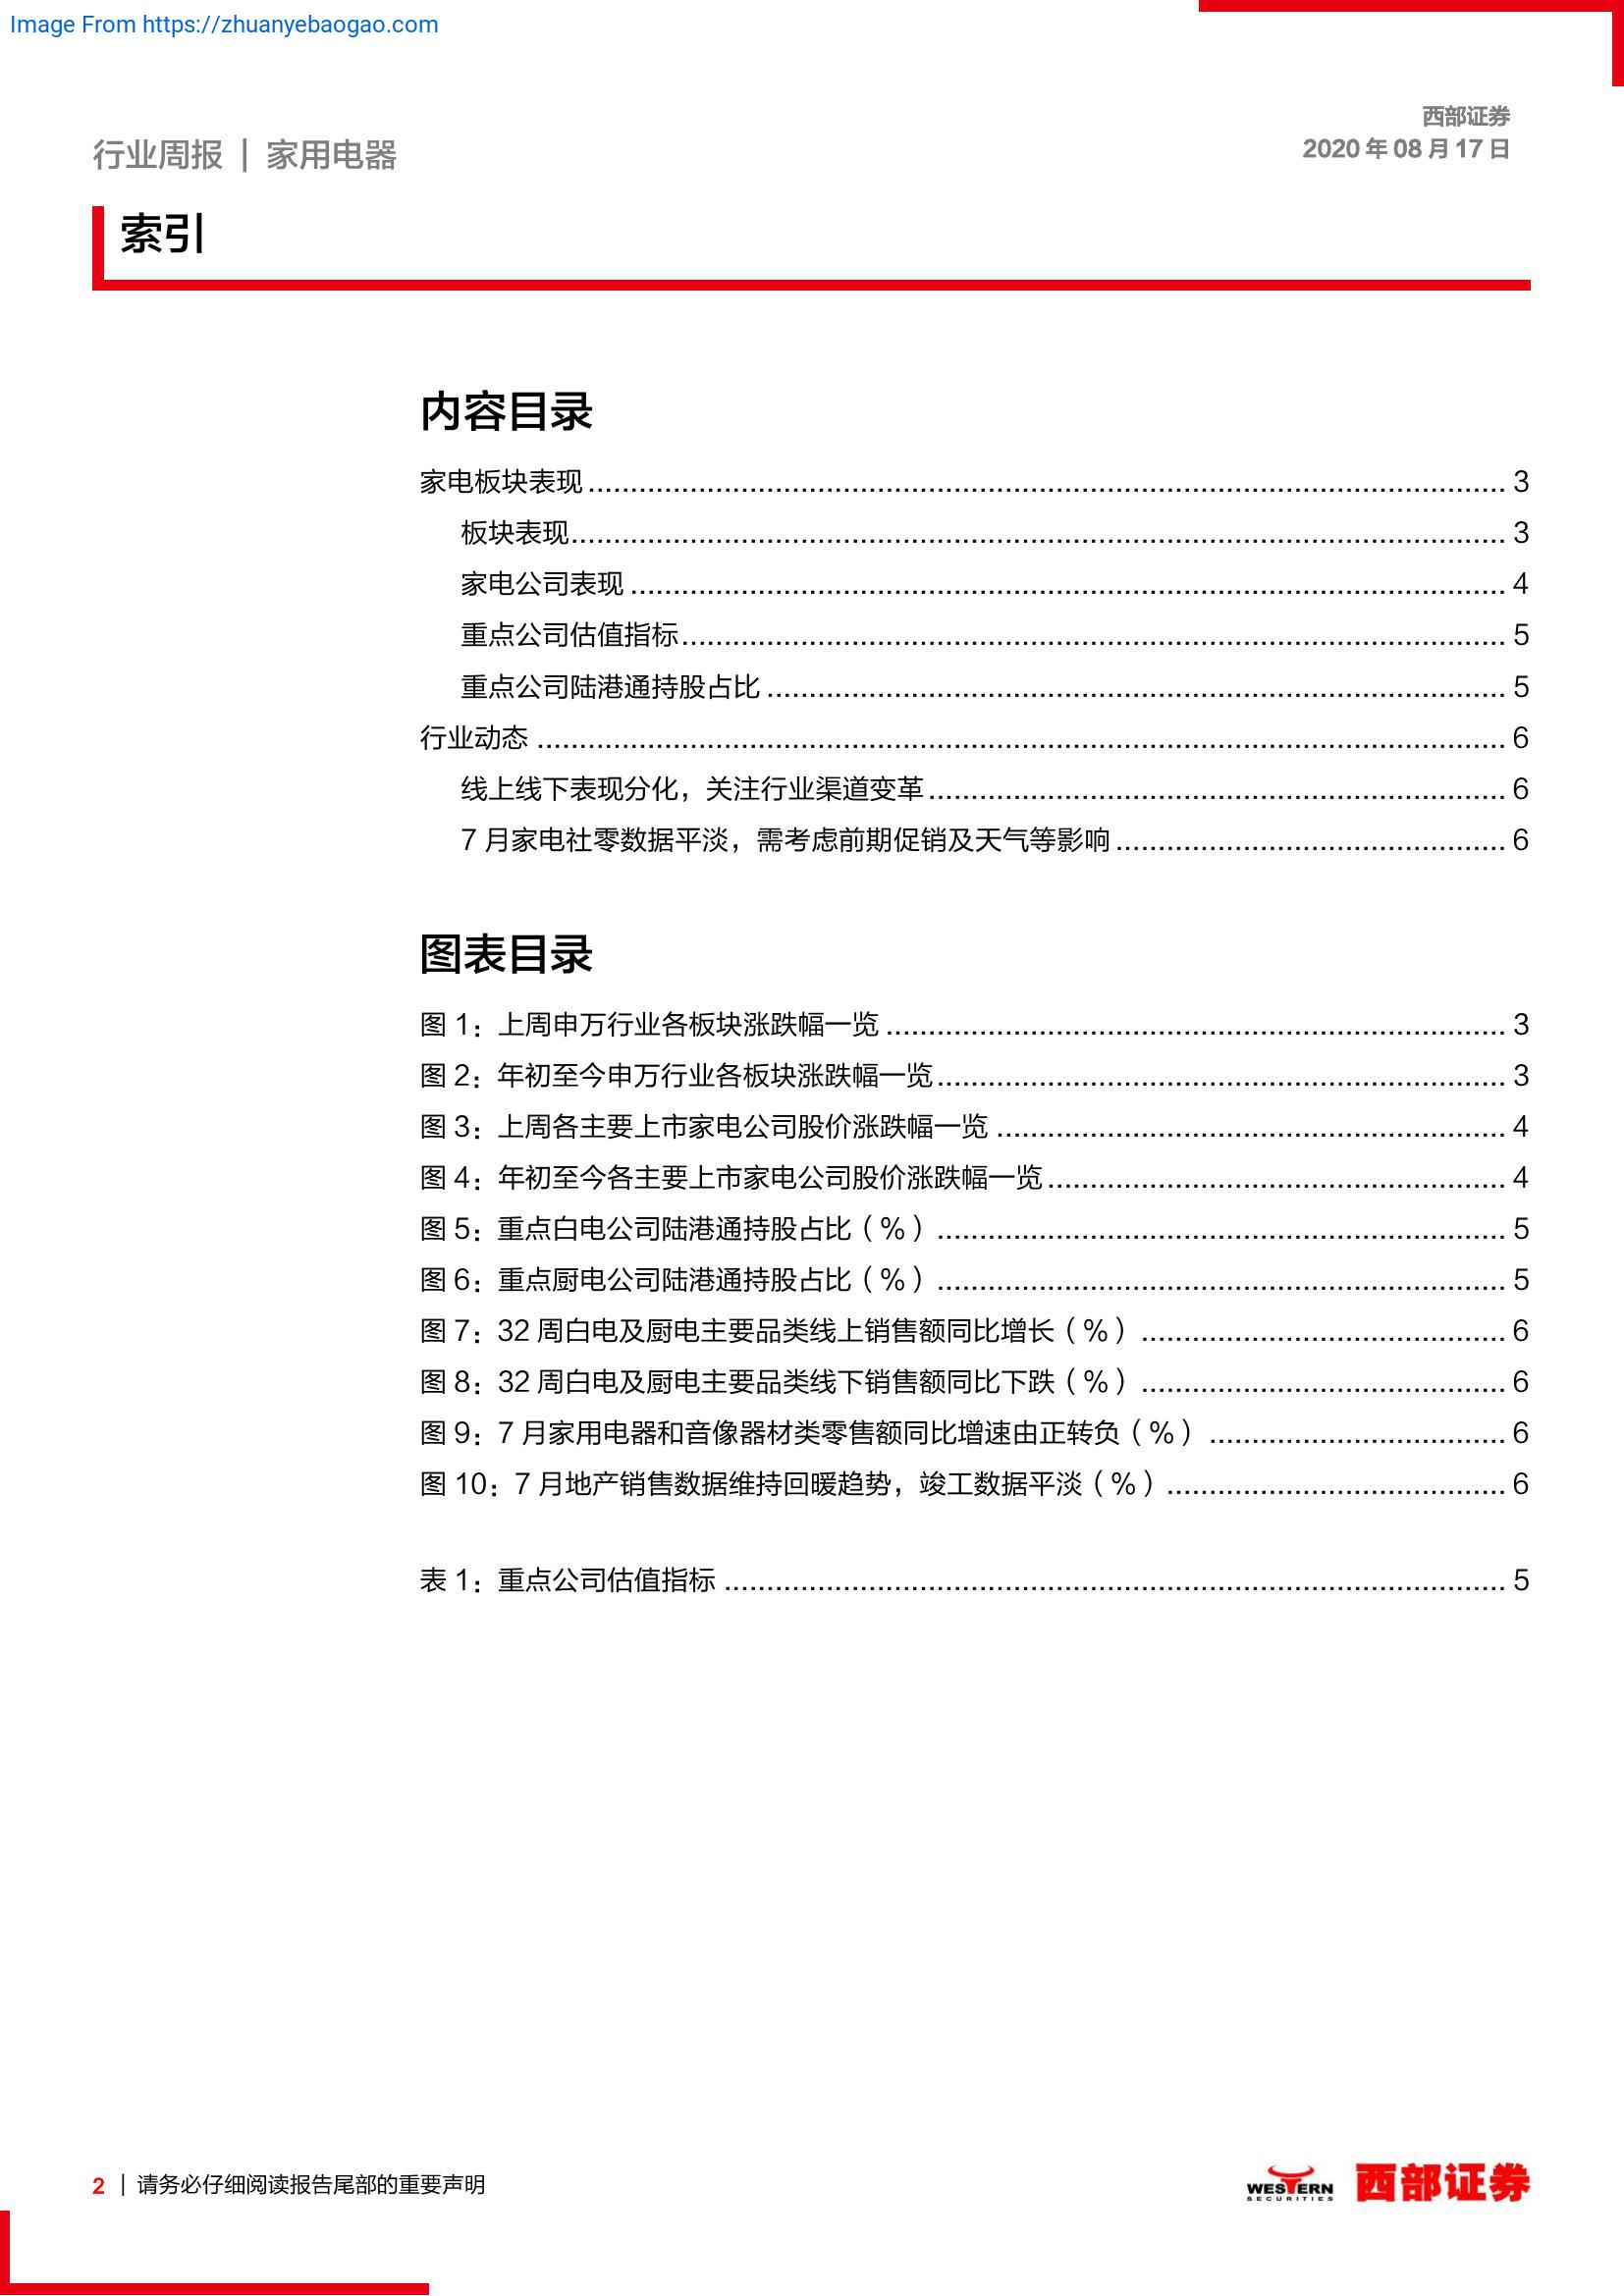 Image From https://zhuanyebaogao.com
西部证券
行业周报 | 家用电器
2020 年 08 月 17 日
索引
内容目录
家电板块表现 ........ 3
板块表现 ........ 3
家电公司表现 ........ 4
重点公司估值指标 ........ 5
重点公司陆港通持股占比 ........ 5
行业动态 ........ 6
线上线下表现分化，关注行业渠道变革 ........ 6
7 月家电社零数据平淡，需考虑前期促销及天气等影响 ........ 6
图表目录
图 1：上周申万行业各板块涨跌幅一览 ........ 3
图 2：年初至今申万行业各板块涨跌幅一览 ........ 3
图 3：上周各主要上市家电公司股价涨跌幅一览 ........ 4
图 4：年初至今各主要上市家电公司股价涨跌幅一览 ........ 4
图 5：重点白电公司陆港通持股占比（%） ........ 5
图 6：重点厨电公司陆港通持股占比（%） ........ 5
图 7：32 周白电及厨电主要品类线上销售额同比增长（%） ........ 6
图 8：32 周白电及厨电主要品类线下销售额同比下跌（%） ........ 6
图 9：7 月家用电器和音像器材类零售额同比增速由正转负（%） ........ 6
图 10：7 月地产销售数据维持回暖趋势，竣工数据平淡（%） ........ 6
表 1：重点公司估值指标 ........ 5
2 | 请务必仔细阅读报告尾部的重要声明
WESTERN
SECURITIES
西部证券